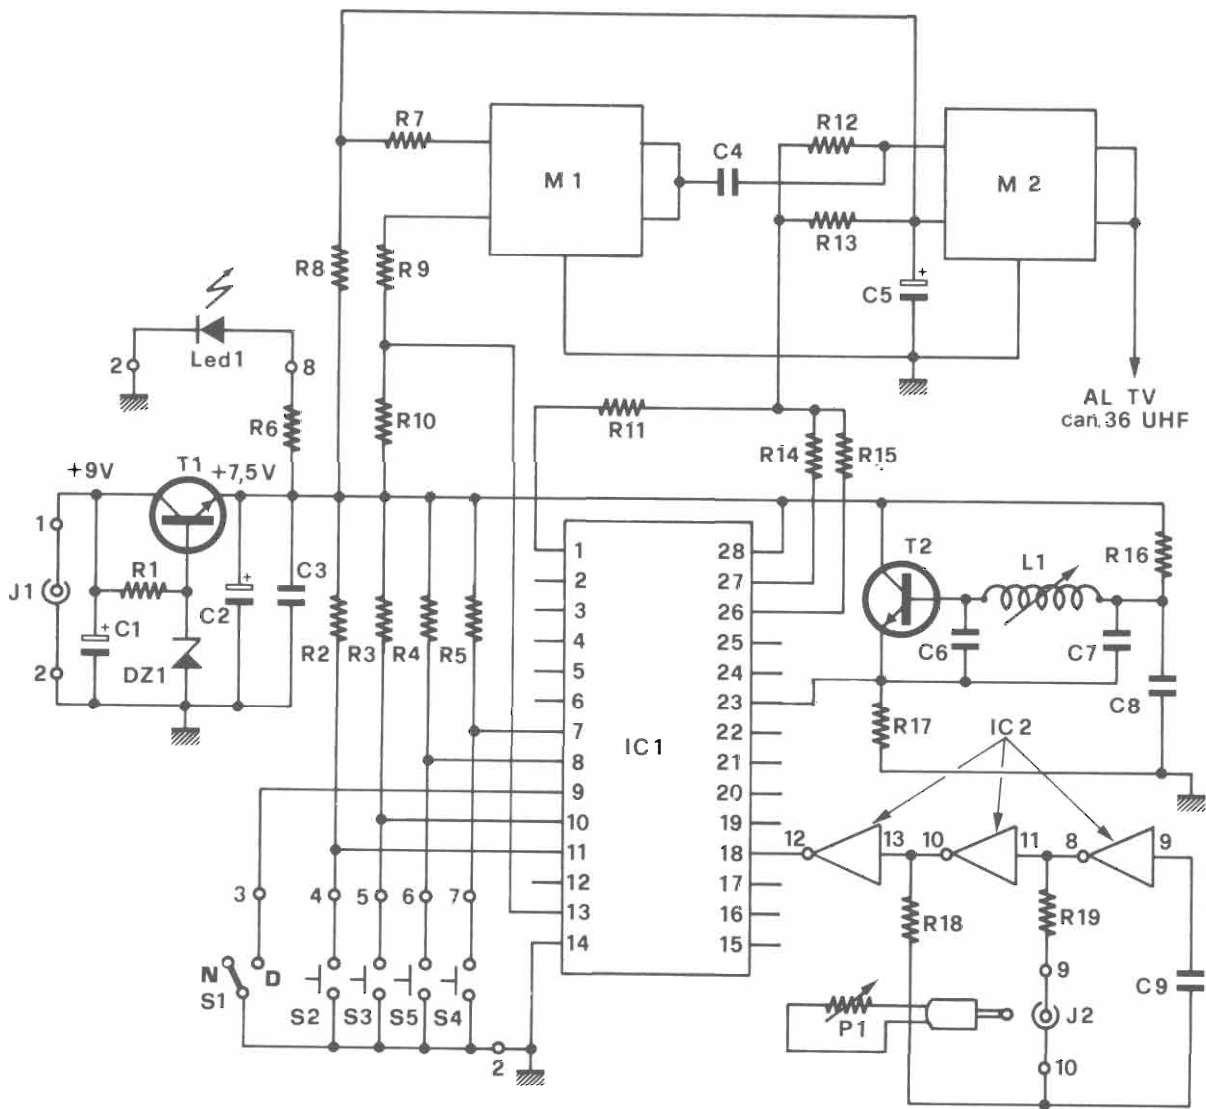 R7
M 1
C4
R12
M 2
R13
R8
R9
C5
+
Led1
2
8
R6
R10
R11
R14
R15
AL TV
can.36 UHF
+9V
T1
+7,5V
1
R1
J1
C1
+
C2
+
C3
2
DZ1
R2
R3
R4
R5
IC1
1
2
3
4
5
6
7
8
9
10
11
12
13
14
28
27
26
25
24
23
22
21
20
19
18
17
16
15
T2
L1
R16
C6
C7
C8
R17
IC2
12
13
10
11
8
9
R18
R19
9
C9
P1
J2
10
3
4
5
6
7
N
D
S1
S2
S3
S5
S4
2